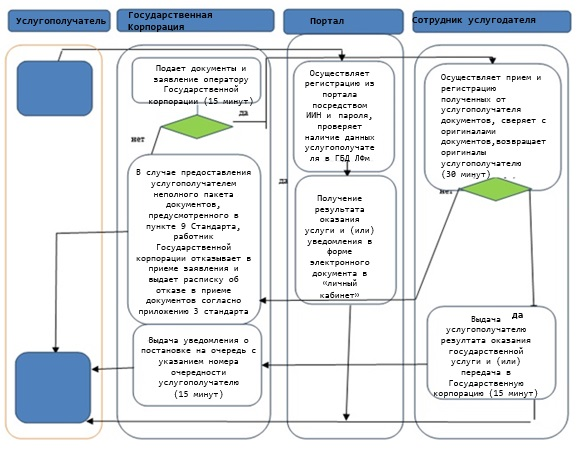 Услугополучатель
Государственная
Корпорация
Портал
Сотрудник услугодателя
Подает документы и
заявление оператору
Государственной
корпорации (15 минут)
да
нет
В случае предоставления
услугополучателем
неполного пакета
документов,
предусмотренного в
пункте 9 Стандарта,
работник
Государственной
корпорации отказывает в
приеме заявления и
выдает расписку об
отказе в приеме
документов согласно
приложению 3 стандарта
Выдача уведомления о
постановке на очередь с
указанием номера
очередности
услугополучателю
(15 минут)
Осуществляет
регистрацию из
портала
посредством
ИИН и пароля,
проверяет
наличие данных
услугополучате
ля в ГБД ЛФм
да
Получение
результата
оказания
услуги и (или)
уведомления в
форме
электронного
документа в
«личный
кабинет»
Осуществляет прием и
регистрацию
полученных от
услугополучателя
документов, сверяет с
оригиналами
документов,возвращает
оригиналы
услугополучателю
(30 минут)
нет
да
Выдача
услугополучателю
результата оказания
государственной
услуги и (или)
передача в
Государственную
корпорацию (15 минут)